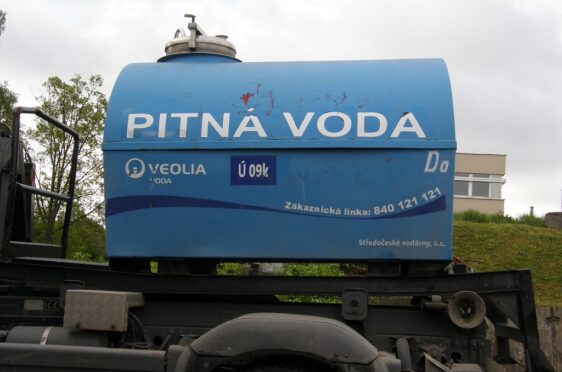 PITNÁ VODA
VEOLIA
VODA
Ú 09k
Do
Zákaznická linka: 840 121 121
Středočeské vodárny, a.s.